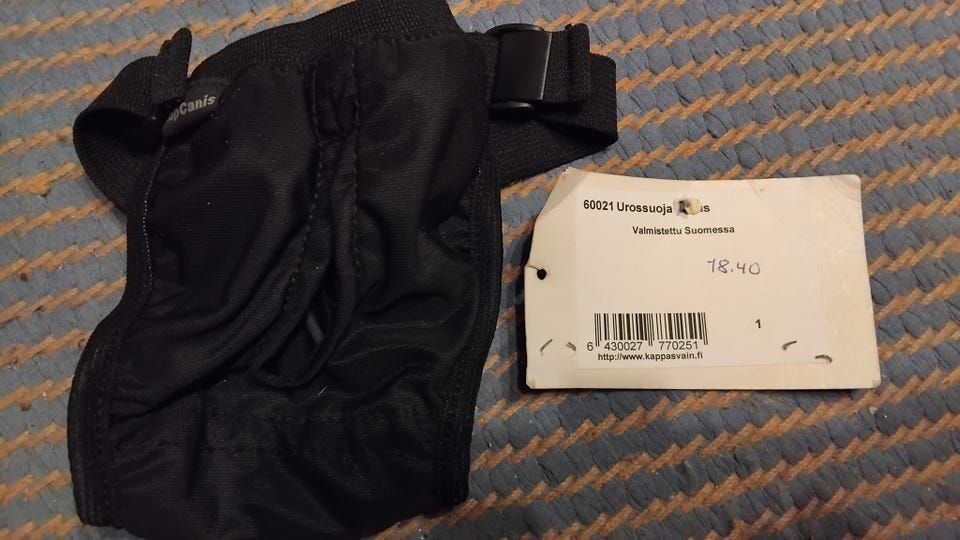 60021 Urossuoja
Valmistettu Suomessa
18.40
1
6 430027 770251
http://www.kappasvain.fi